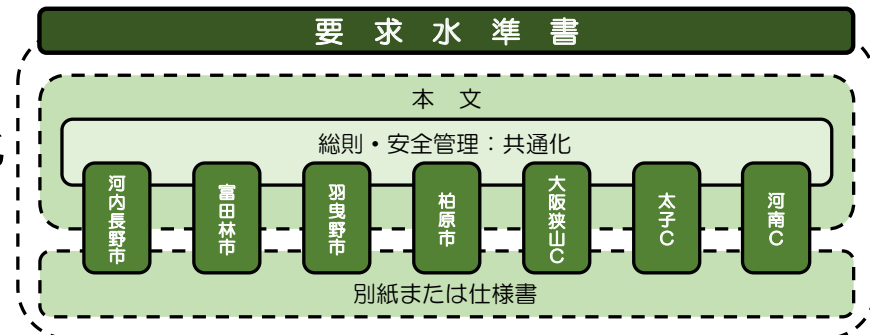 要求水準書
本文
総則・安全管理：共通化
河内長野市
富田林市
羽曳野市
柏原市
大阪狭山C
太子C
河南C
別紙または仕様書